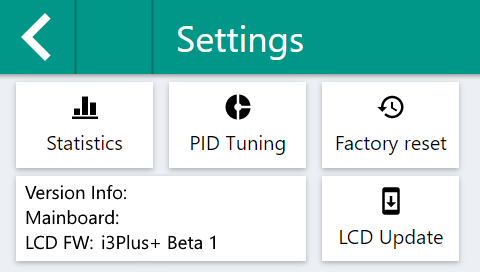 Settings
Statistics
PID Tuning
Factory reset
Version Info:
Mainboard:
LCD FW: i3Plus+ Beta 1
LCD Update